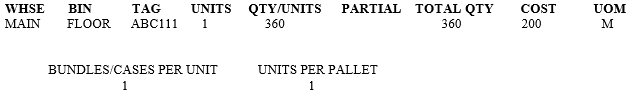 WHSE BIN TAG UNITS QTY/UNITS PARTIAL TOTAL QTY COST UOM
MAIN FLOOR ABC111 1 360 360 200 M
BUNDLES/CASES PER UNIT UNITS PER PALLET
1 1